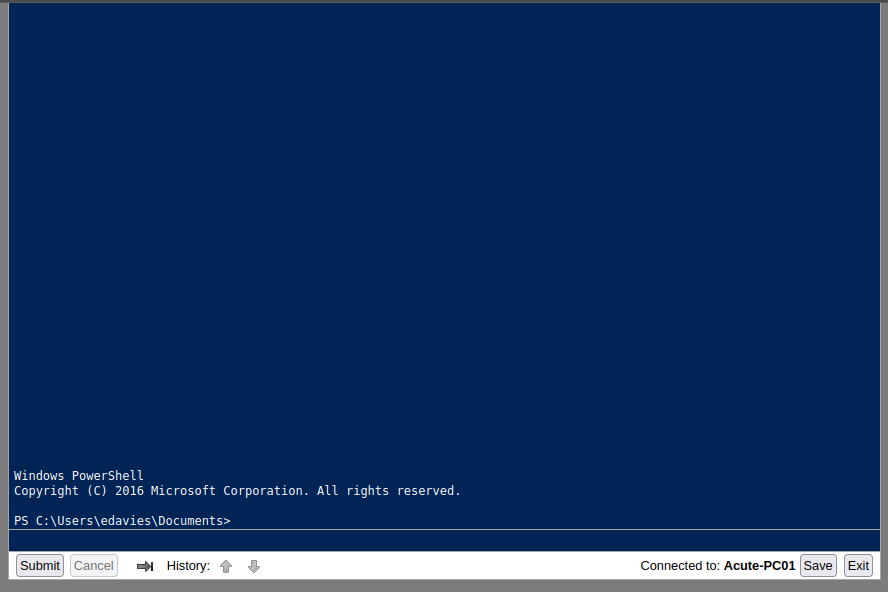 Windows PowerShell
Copyright (C) 2016 Microsoft Corporation. All rights reserved.
PS C:\Users\edavies\Documents>
Submit Cancel History: Connected to: Acute-PC01 Save Exit